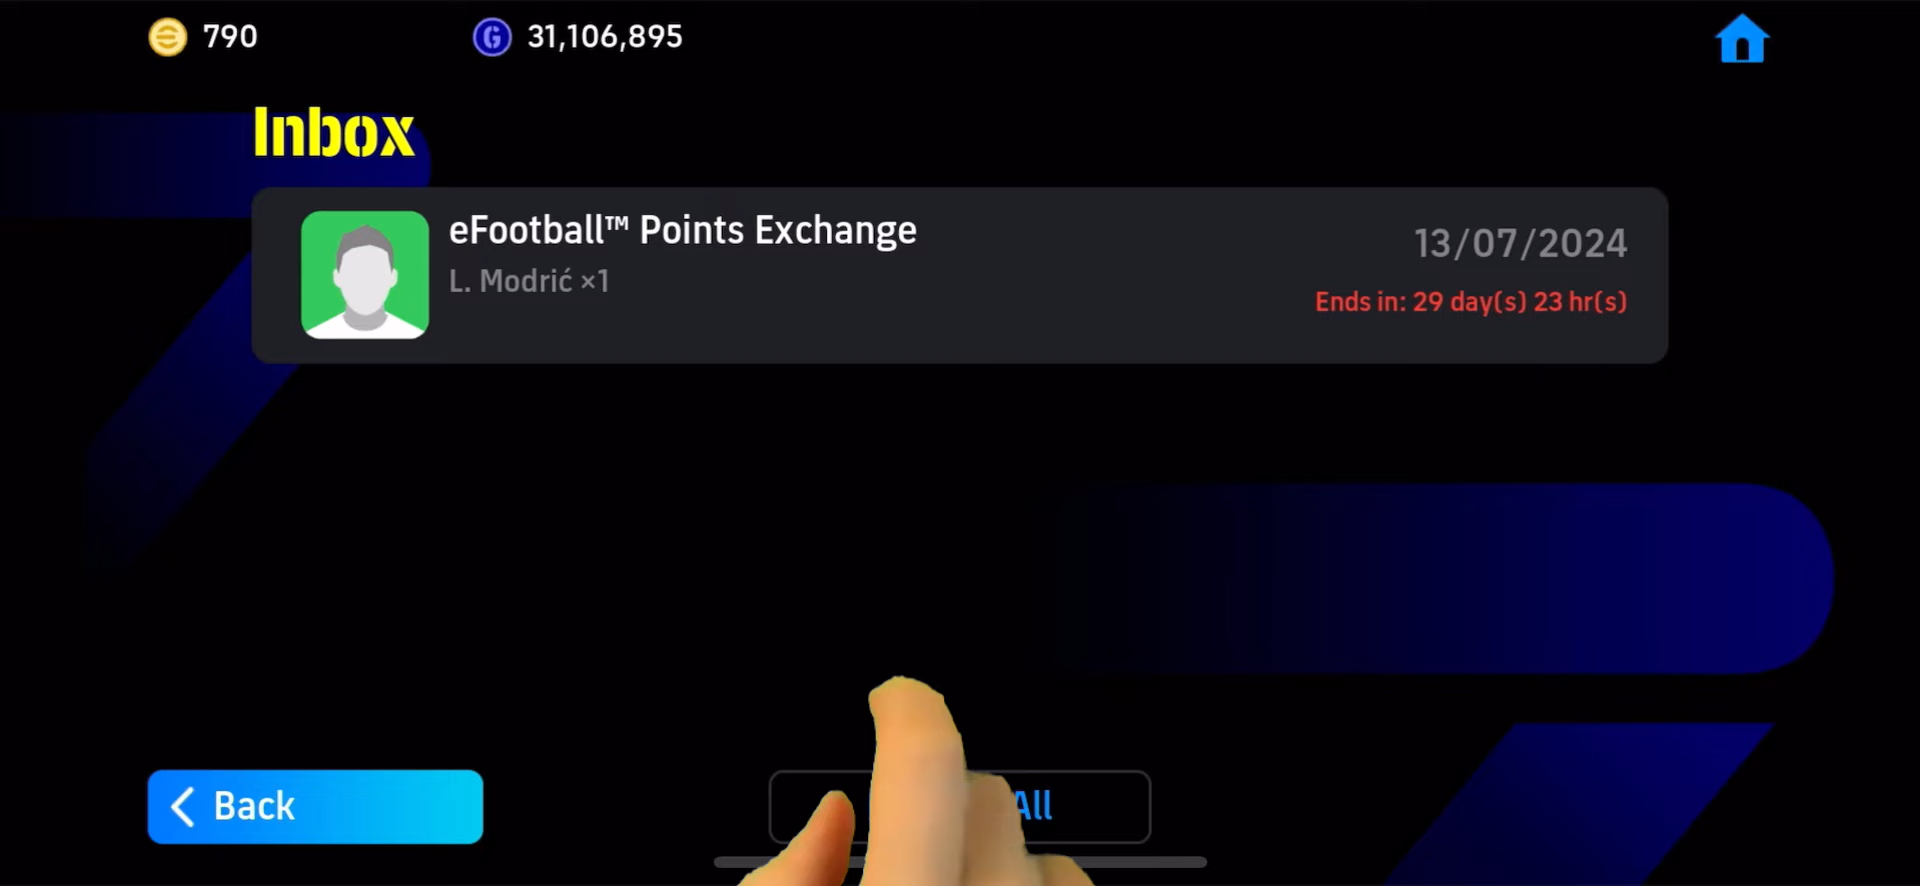 790
31,106,895
Inbox
eFootball™ Points Exchange
L. Modrić ×1
13/07/2024
Ends in: 29 day(s) 23 hr(s)
Back
All